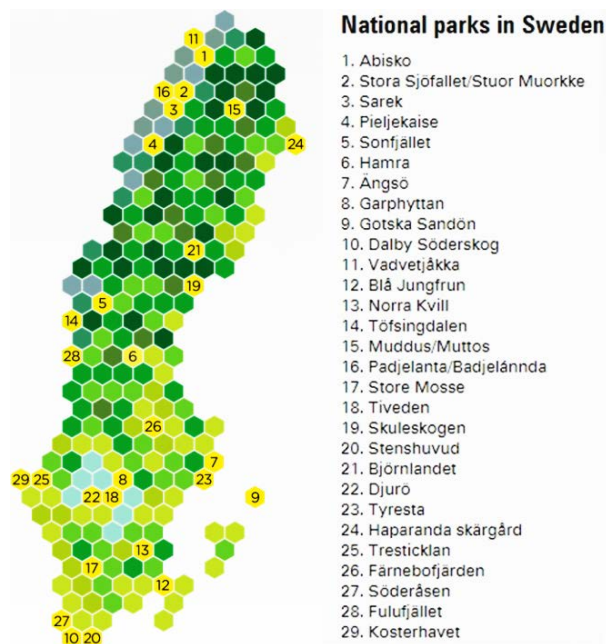 National parks in Sweden
1. Abisko
2. Stora Sjöfallet/Stuor Muorkke
3. Sarek
4. Pieljekaise
5. Sonfjället
6. Hamra
7. Ängsö
8. Garphyttan
9. Gotska Sandön
10. Dalby Söderskog
11. Vadvetjåkka
12. Blå Jungfrun
13. Norra Kvill
14. Töfsingdalen
15. Muddus/Muttos
16. Padjelanta/Badjelánnda
17. Store Mosse
18. Tiveden
19. Skuleskogen
20. Stenshuvud
21. Björnlandet
22. Djurö
23. Tyresta
24. Haparanda skärgård
25. Tresticklan
26. Färnebofjärden
27. Söderåsen
28. Fulufjället
29. Kosterhavet
11
1
16 2
3 15
4 24
21
19
5
14
28 6
26
7
29 25 8 23
22 18 9
13
17
12
27
10 20